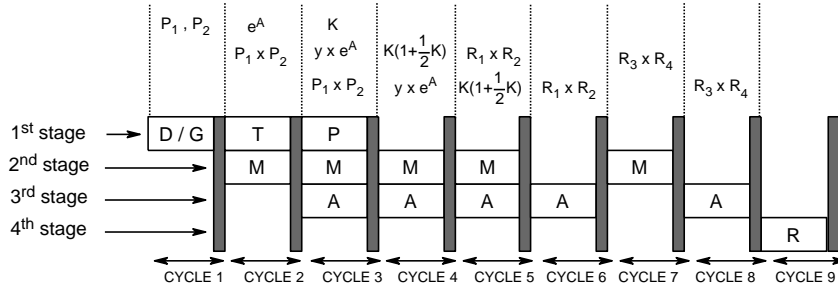 P1 , P2
e^A
P1 x P2
K
y x e^A
P1 x P2
K(1+1/2K)
y x e^A
R1 x R2
K(1+1/2K)
R1 x R2
R3 x R4
R3 x R4
1st stage D / G T P
2nd stage M M M M M
3rd stage A A A A A
4th stage R
CYCLE 1 CYCLE 2 CYCLE 3 CYCLE 4 CYCLE 5 CYCLE 6 CYCLE 7 CYCLE 8 CYCLE 9